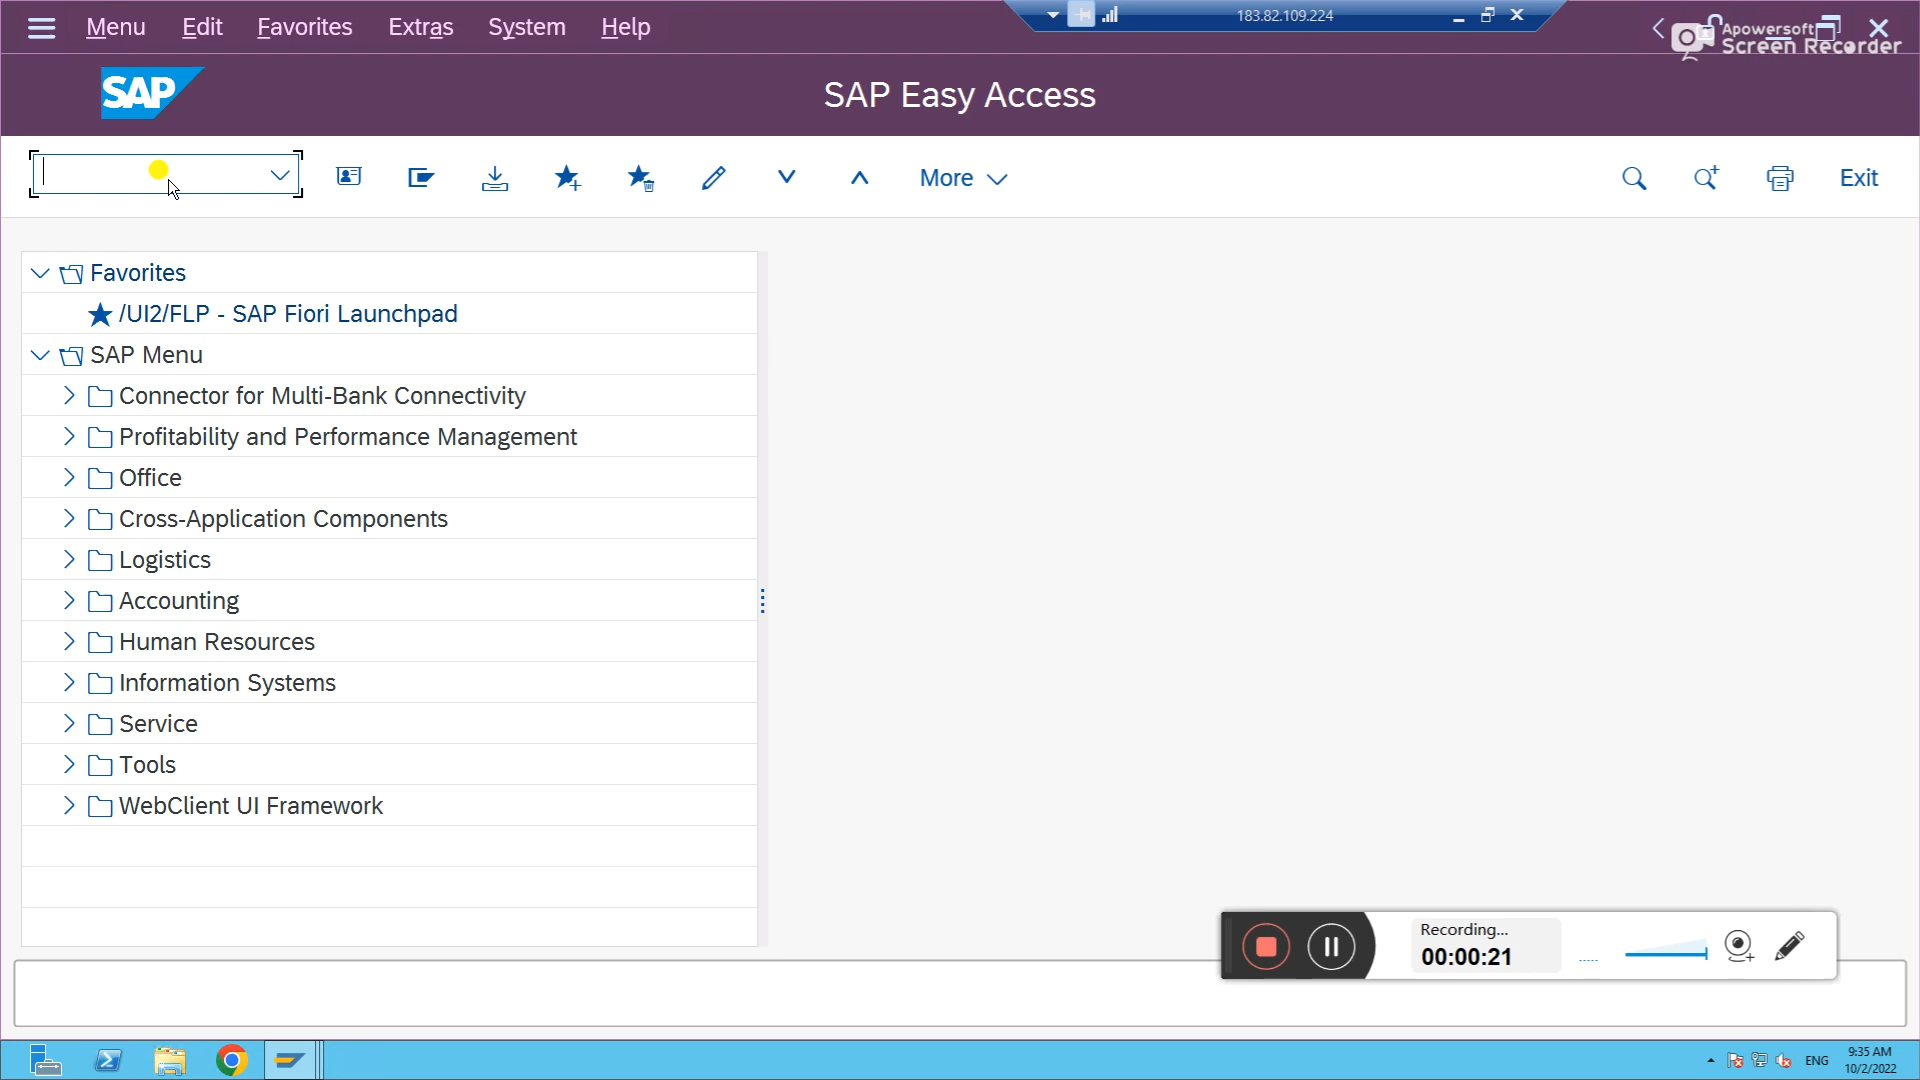 Menu Edit Favorites Extras System Help
183.82.109.224
Apowersoft
Screen Recorder
SAP
SAP Easy Access
More
Exit
Favorites
/UI2/FLP - SAP Fiori Launchpad
SAP Menu
Connector for Multi-Bank Connectivity
Profitability and Performance Management
Office
Cross-Application Components
Logistics
Accounting
Human Resources
Information Systems
Service
Tools
WebClient UI Framework
Recording...
00:00:21
ENG
9:35 AM
10/2/2022